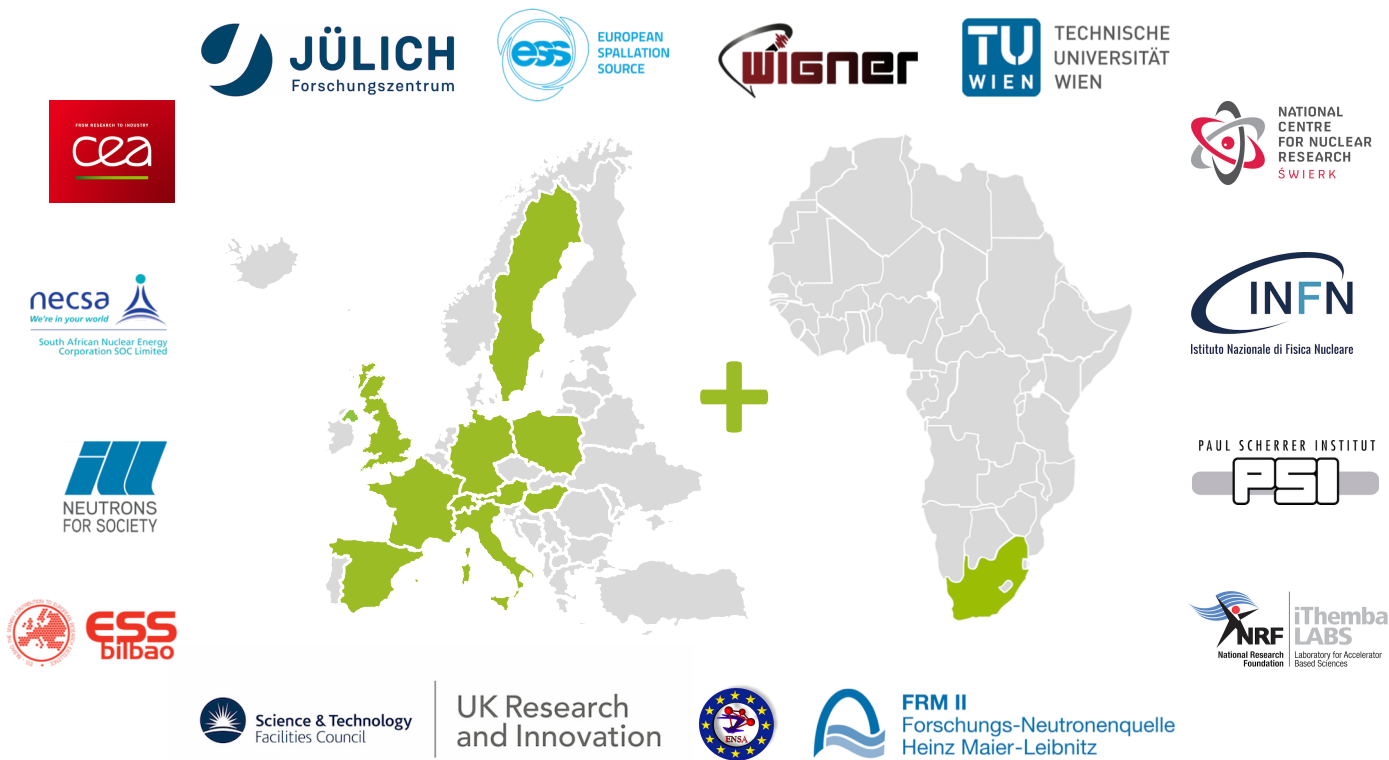 JÜLICH
Forschungszentrum
ess
EUROPEAN
SPALLATION
SOURCE
wigner
TU
WIEN
TECHNISCHE
UNIVERSITÄT
WIEN
FROM RESEARCH TO INDUSTRY
cea
NATIONAL
CENTRE
FOR NUCLEAR
RESEARCH
ŚWIERK
necsa
We're in your world
South African Nuclear Energy
Corporation SOC Limited
INFN
Istituto Nazionale di Fisica Nucleare
ill
NEUTRONS
FOR SOCIETY
PAUL SCHERRER INSTITUT
PSI
ESS
bilbao
NRF
National Research
Foundation
iThemba
LABS
Laboratory for Accelerator
Based Sciences
Science & Technology
Facilities Council
UK Research
and Innovation
ENSA
FRM II
Forschungs-Neutronenquelle
Heinz Maier-Leibnitz